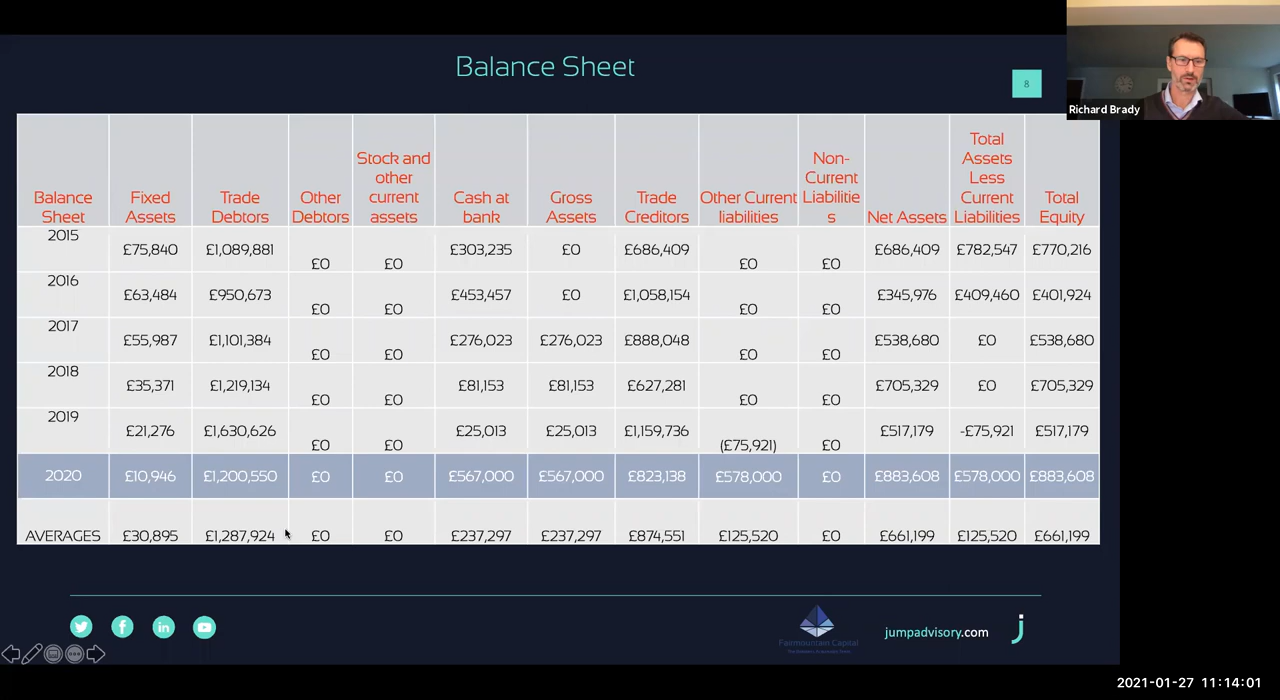 Balance Sheet
8
Richard Brady
Balance Sheet Fixed Assets Trade Debtors Other Debtors Stock and other current assets Cash at bank Gross Assets Trade Creditors Other Current liabilities Non-Current Liabilities Net Assets Total Assets Less Current Liabilities Total Equity
2015 £75,840 £1,089,881 £0 £0 £303,235 £0 £686,409 £0 £0 £686,409 £782,547 £770,216
2016 £63,484 £950,673 £0 £0 £453,457 £0 £1,058,154 £0 £0 £345,976 £409,460 £401,924
2017 £55,987 £1,101,384 £0 £0 £276,023 £276,023 £888,048 £0 £0 £538,680 £0 £538,680
2018 £35,371 £1,219,134 £0 £0 £81,153 £81,153 £627,281 £0 £0 £705,329 £0 £705,329
2019 £21,276 £1,630,626 £0 £0 £25,013 £25,013 £1,159,736 (£75,921) £0 £517,179 -£75,921 £517,179
2020 £10,946 £1,200,550 £0 £0 £567,000 £567,000 £823,138 £578,000 £0 £883,608 £578,000 £883,608
AVERAGES £30,895 £1,287,924 £0 £0 £237,297 £237,297 £874,551 £125,520 £0 £661,199 £125,520 £661,199
Fairmountain Capital
jumpadvisory.com
2021-01-27 11:14:01